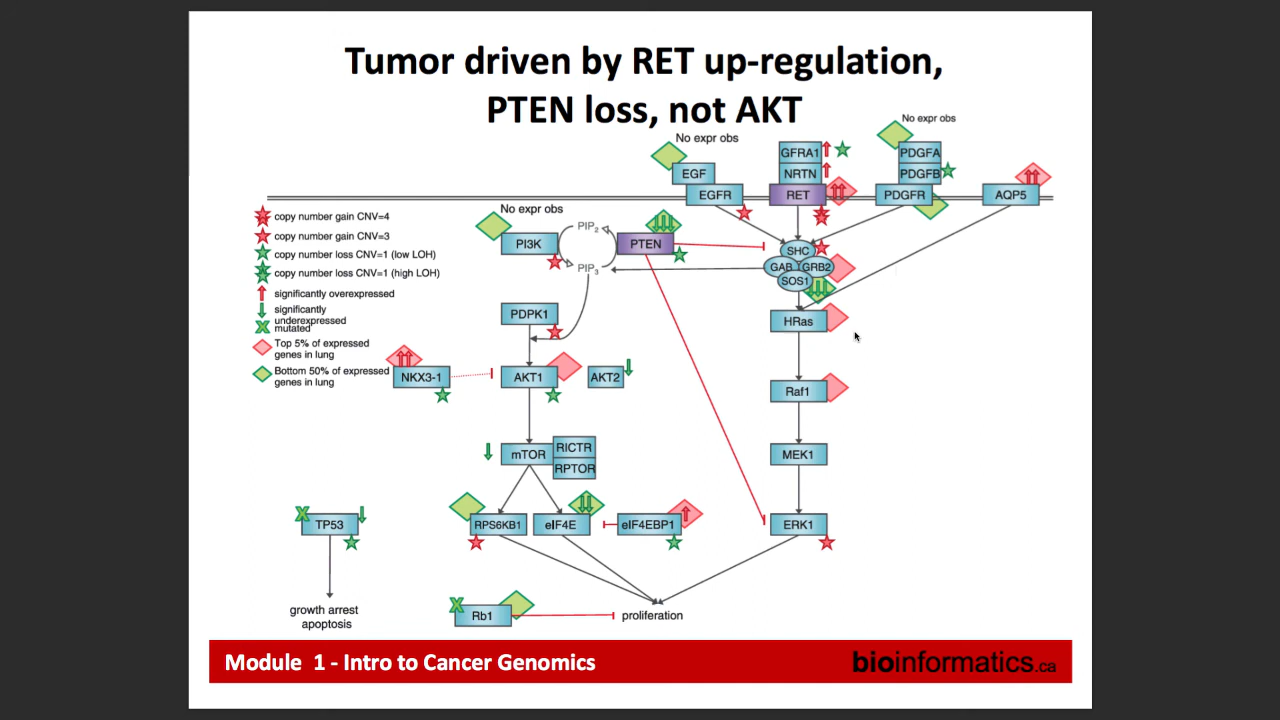 Tumor driven by RET up-regulation,
PTEN loss, not AKT
No expr obs
No expr obs
EGF
EGFR
GFRA1
NRTN
RET
PDGFA
PDGFB
PDGFR
AQP5
copy number gain CNV=4
copy number gain CNV=3
copy number loss CNV=1 (low LOH)
copy number loss CNV=1 (high LOH)
significantly overexpressed
significantly
underexpressed
mutated
Top 5% of expressed
genes in lung
Bottom 50% of expressed
genes in lung
No expr obs
PI3K
PIP2
PIP3
PTEN
SHC
GAB
GRB2
SOS1
PDPK1
HRas
NKX3-1
AKT1
AKT2
Raf1
mTOR
RICTR
RPTOR
MEK1
TP53
RPS6KB1
eIF4E
eIF4EBP1
ERK1
growth arrest
apoptosis
Rb1
proliferation
Module 1 - Intro to Cancer Genomics
bioinformatics.ca